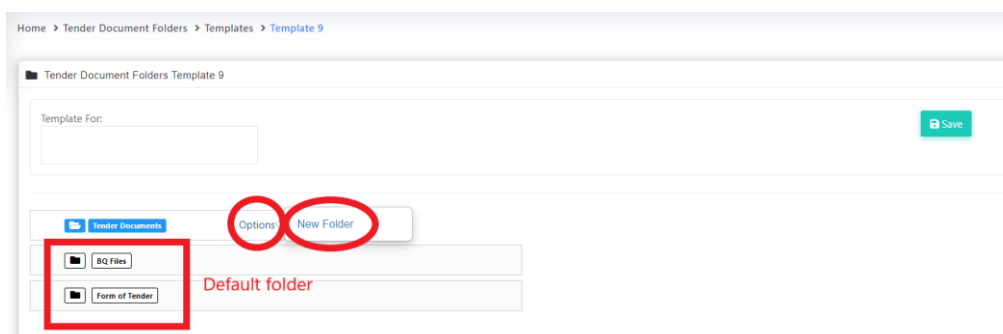 Home > Tender Document Folders > Templates > Template 9
Tender Document Folders Template 9
Template For:
Save
Tender Documents Options New Folder
BQ Files
Default folder
Form of Tender